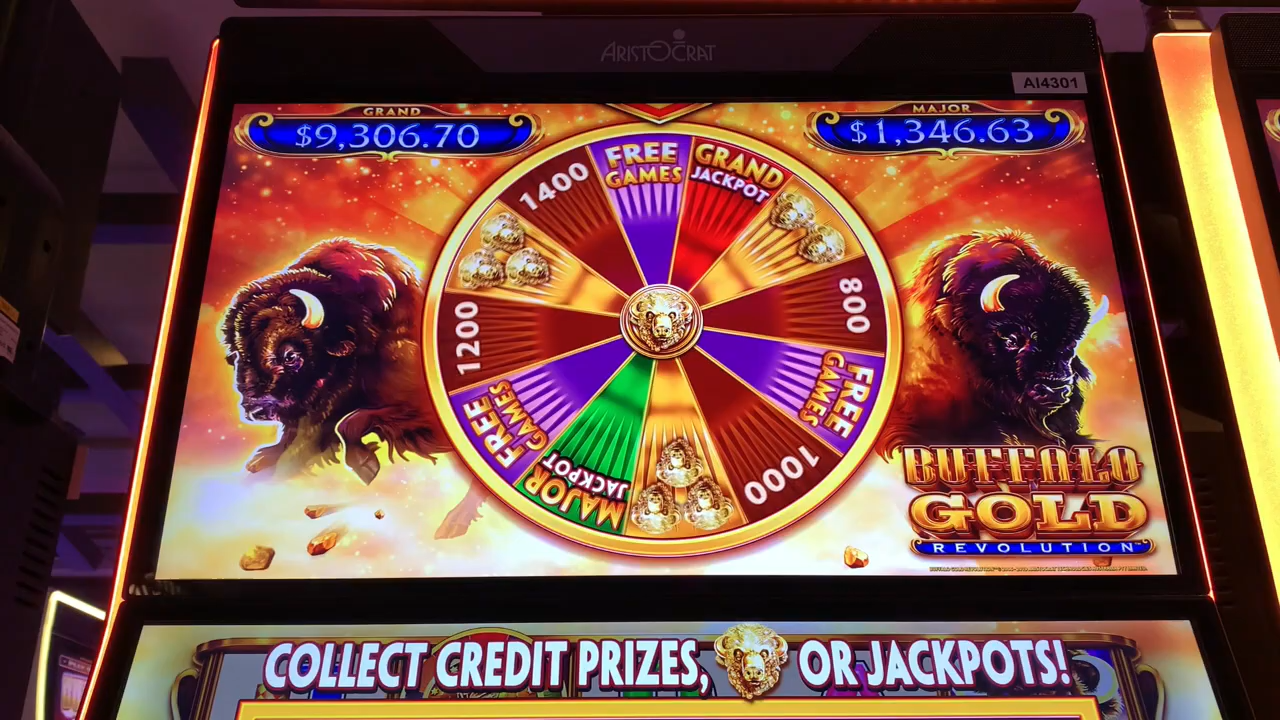 ARISTOCRAT
AI4301
GRAND
$9,306.70
MAJOR
$1,346.63
FREE
GAMES
GRAND
JACKPOT
800
FREE
GAMES
1000
MAJOR
JACKPOT
FREE
GAMES
1200
1400
BUFFALO
GOLD
REVOLUTION
COLLECT CREDIT PRIZES, OR JACKPOTS!